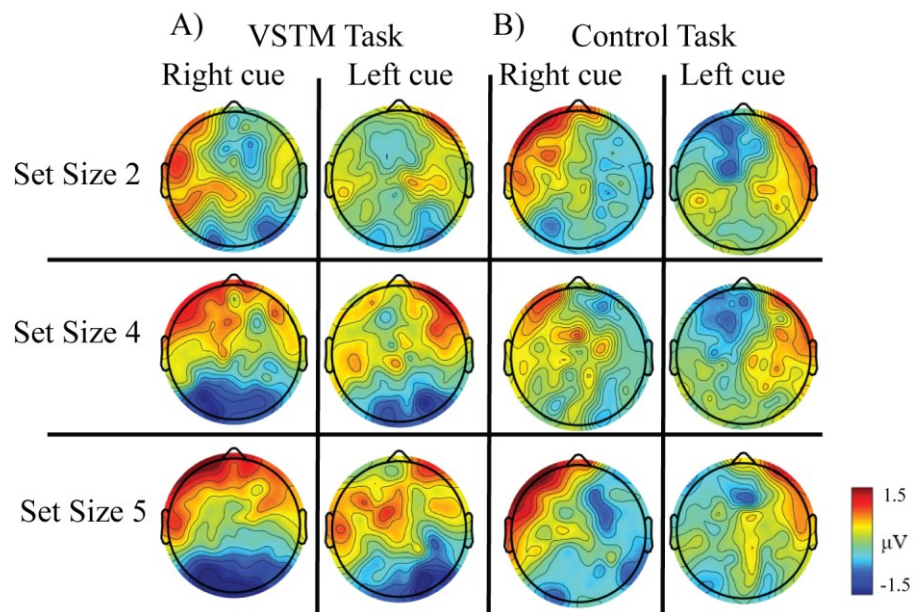 A) VSTM Task B) Control Task
Right cue Left cue Right cue Left cue
Set Size 2
Set Size 4
Set Size 5
1.5
µV
-1.5